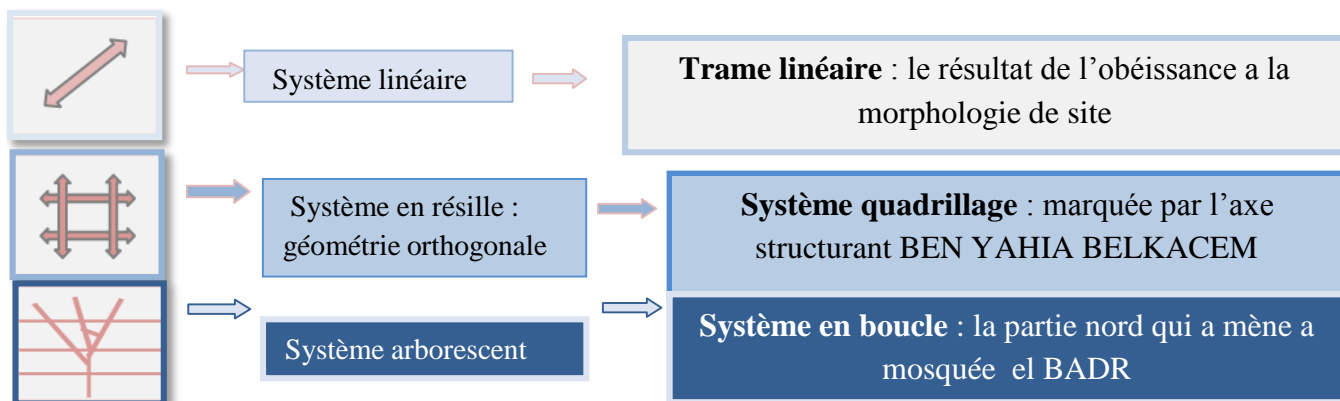 Système linéaire
Trame linéaire : le résultat de l’obéissance a la
morphologie de site
Système en résille :
géométrie orthogonale
Système quadrillage : marquée par l’axe
structurant BEN YAHIA BELKACEM
Système arborescent
Système en boucle : la partie nord qui a mène a
mosquée el BADR